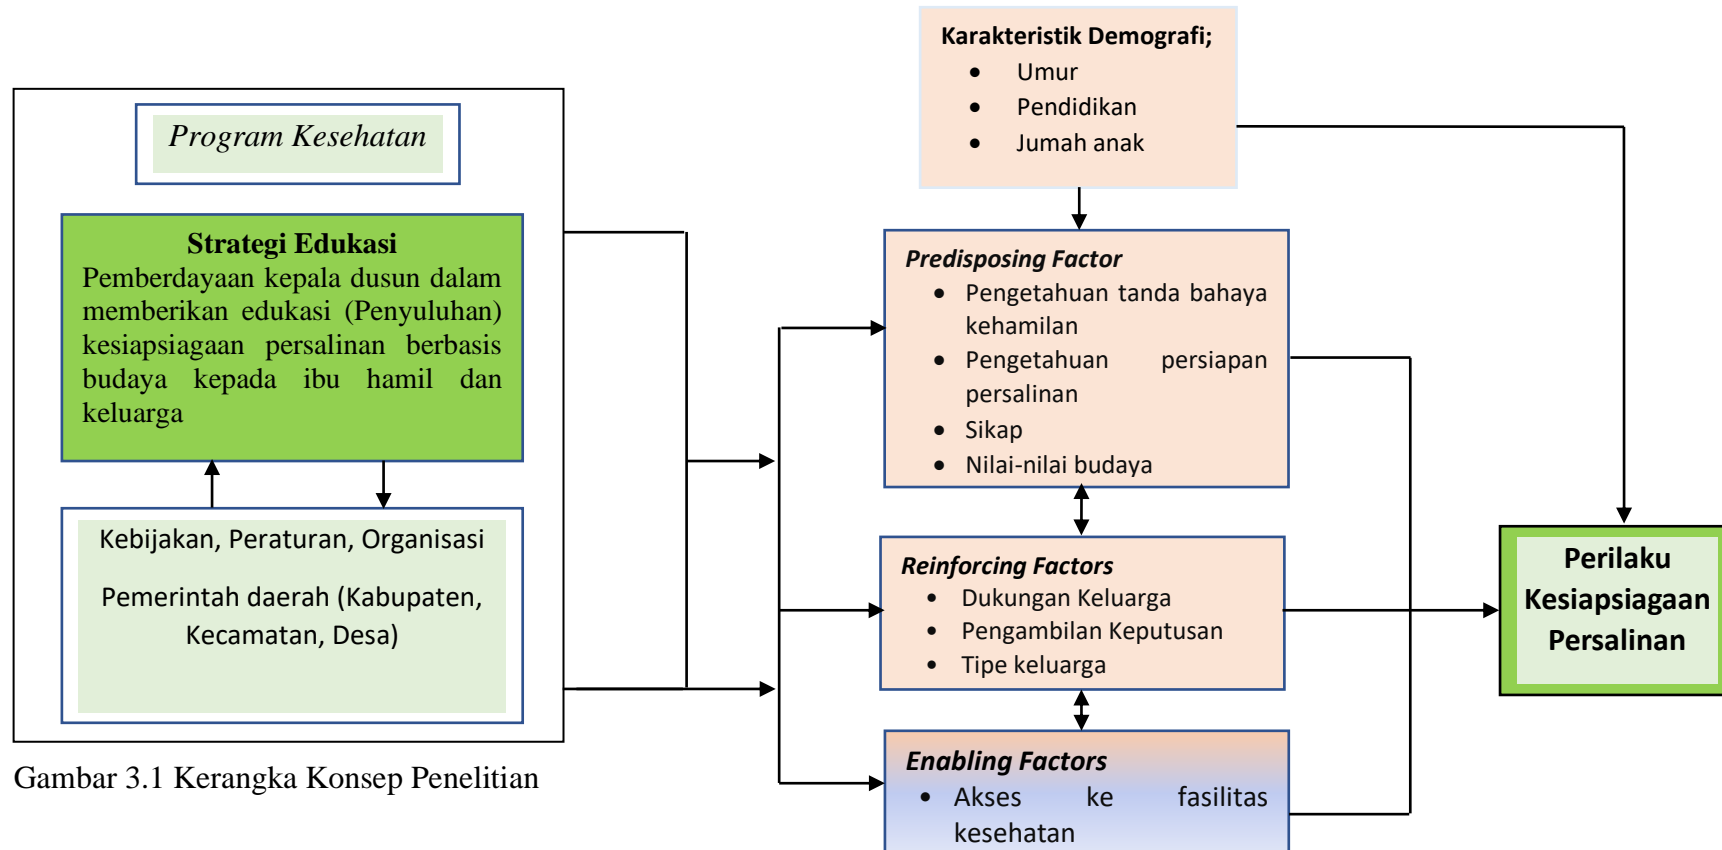 Program Kesehatan
Strategi Edukasi
Pemberdayaan kepala dusun dalam
memberikan edukasi (Penyuluhan)
kesiapsiagaan persalinan berbasis
budaya kepada ibu hamil dan
keluarga
Kebijakan, Peraturan, Organisasi
Pemerintah daerah (Kabupaten,
Kecamatan, Desa)
Gambar 3.1 Kerangka Konsep Penelitian
Karakteristik Demografi;
• Umur
• Pendidikan
• Jumah anak
Predisposing Factor
• Pengetahuan tanda bahaya
kehamilan
• Pengetahuan persiapan
persalinan
• Sikap
• Nilai-nilai budaya
Reinforcing Factors
• Dukungan Keluarga
• Pengambilan Keputusan
• Tipe keluarga
Enabling Factors
• Akses ke fasilitas
kesehatan
Perilaku
Kesiapsiagaan
Persalinan